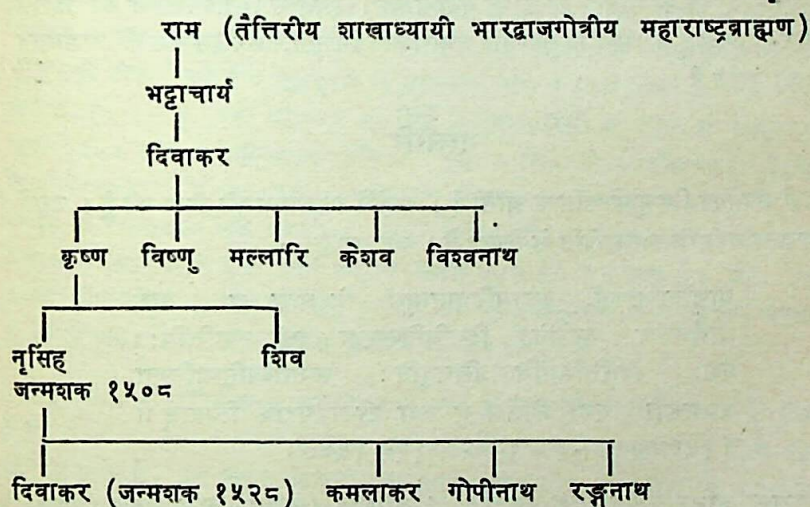 राम (तैत्तिरीय शाखाध्यायी भारद्वाजगोत्रीय महाराष्ट्रब्राह्मण)
भट्टाचार्य
दिवाकर
कृष्ण विष्णु मल्लारि केशव विश्वनाथ
नृसिंह शिव
जन्मशक १५०८
दिवाकर (जन्मशक १५२८) कमलाकर गोपीनाथ रङ्गनाथ